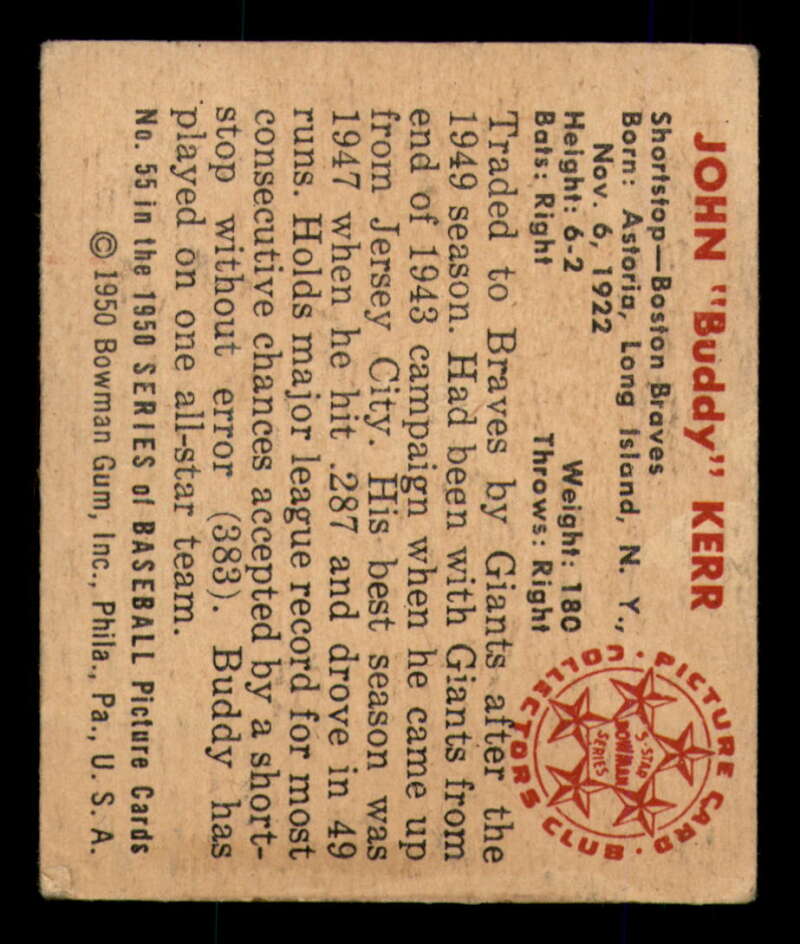 JOHN "Buddy" KERR
Shortstop—Boston Braves
Born: Astoria, Long Island, N. Y.,
Nov. 6, 1922
Height: 6-2 Weight: 180
Bats: Right Throws: Right
Traded to Braves by Giants after the
1949 season. Had been with Giants from
end of 1943 campaign when he came up
from Jersey City. His best season was
1947 when he hit .287 and drove in 49
runs. Holds major league record for most
consecutive chances accepted by a short-
stop without error (383). Buddy has
played on one all-star team.
No. 55 in the 1950 SERIES of BASEBALL Picture Cards
© 1950 Bowman Gum, Inc., Phila., Pa., U. S. A.
PICTURE CARD COLLECTORS CLUB
5-STAR
BOWMAN
SERIES